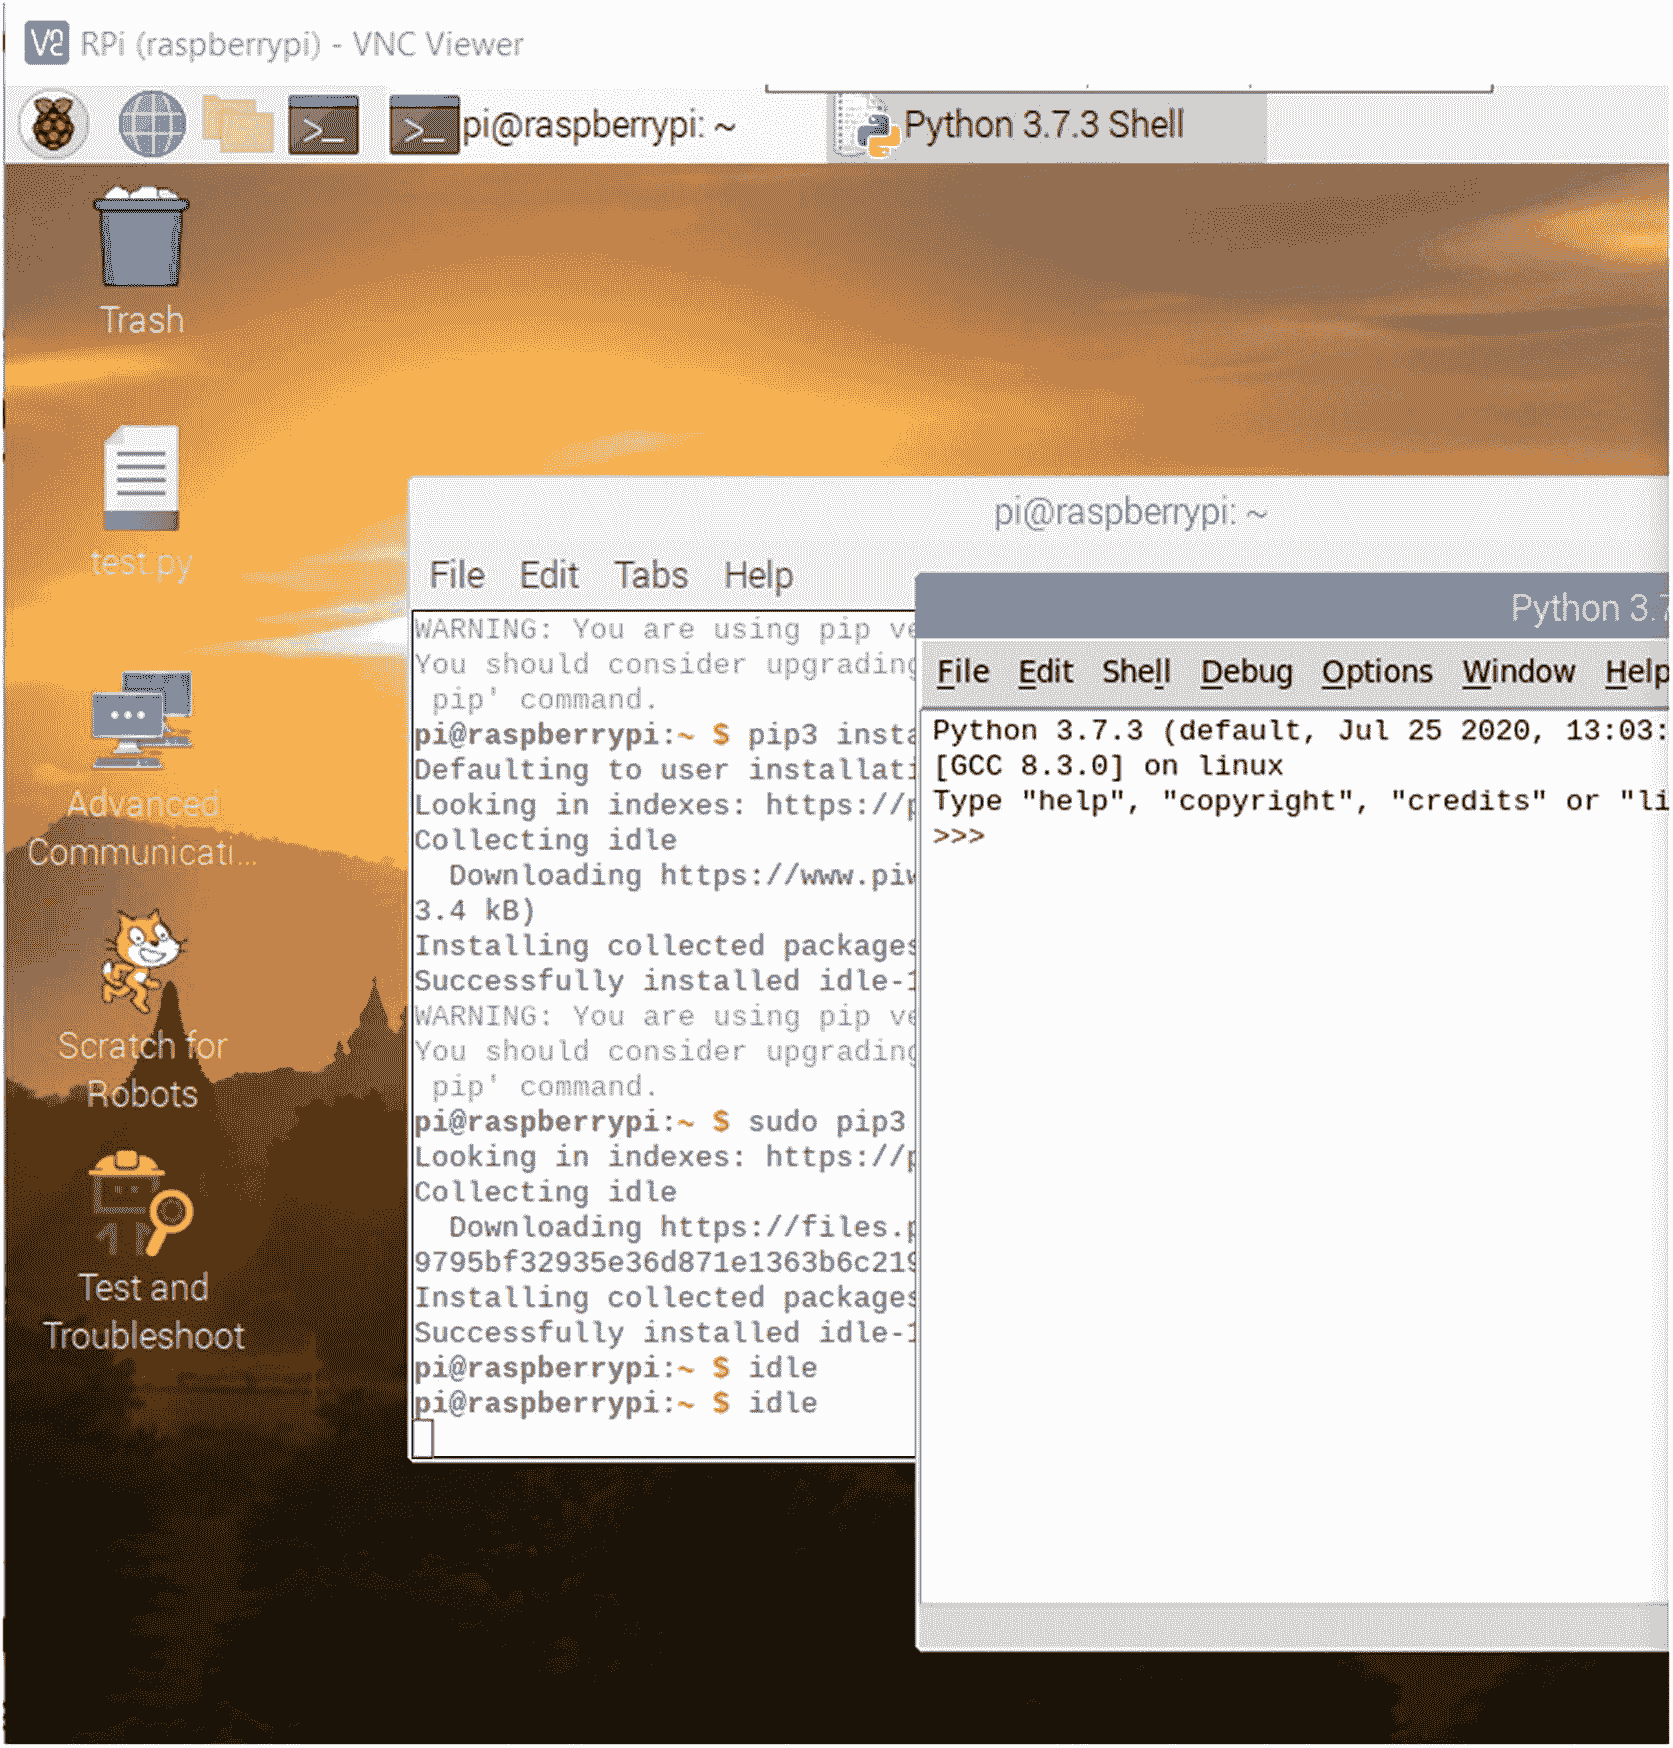 RPi (raspberrypi) - VNC Viewer
pi@raspberrypi: ~
Python 3.7.3 Shell
Trash
test.py
Advanced
Communicati...
Scratch for
Robots
Test and
Troubleshoot
pi@raspberrypi: ~
File Edit Tabs Help
WARNING: You are using pip ve
You should consider upgrading
pip' command.
pi@raspberrypi:~ $ pip3 insta
Defaulting to user installati
Looking in indexes: https://p
Collecting idle
Downloading https://www.piw
3.4 kB)
Installing collected packages
Successfully installed idle-1
WARNING: You are using pip ve
You should consider upgrading
pip' command.
pi@raspberrypi:~ $ sudo pip3
Looking in indexes: https://p
Collecting idle
Downloading https://files.p
9795bf32935e36d871e1363b6c219
Installing collected packages
Successfully installed idle-1
pi@raspberrypi:~ $ idle
pi@raspberrypi:~ $ idle
Python 3.7
File Edit Shell Debug Options Window Help
Python 3.7.3 (default, Jul 25 2020, 13:03:
[GCC 8.3.0] on linux
Type "help", "copyright", "credits" or "li
>>>